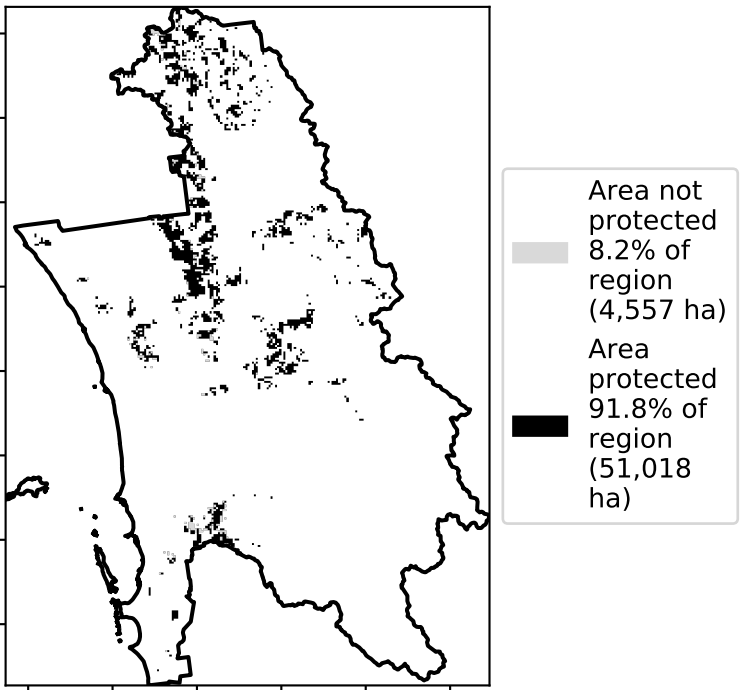 Area not
protected
8.2% of
region
(4,557 ha)
Area
protected
91.8% of
region
(51,018
ha)